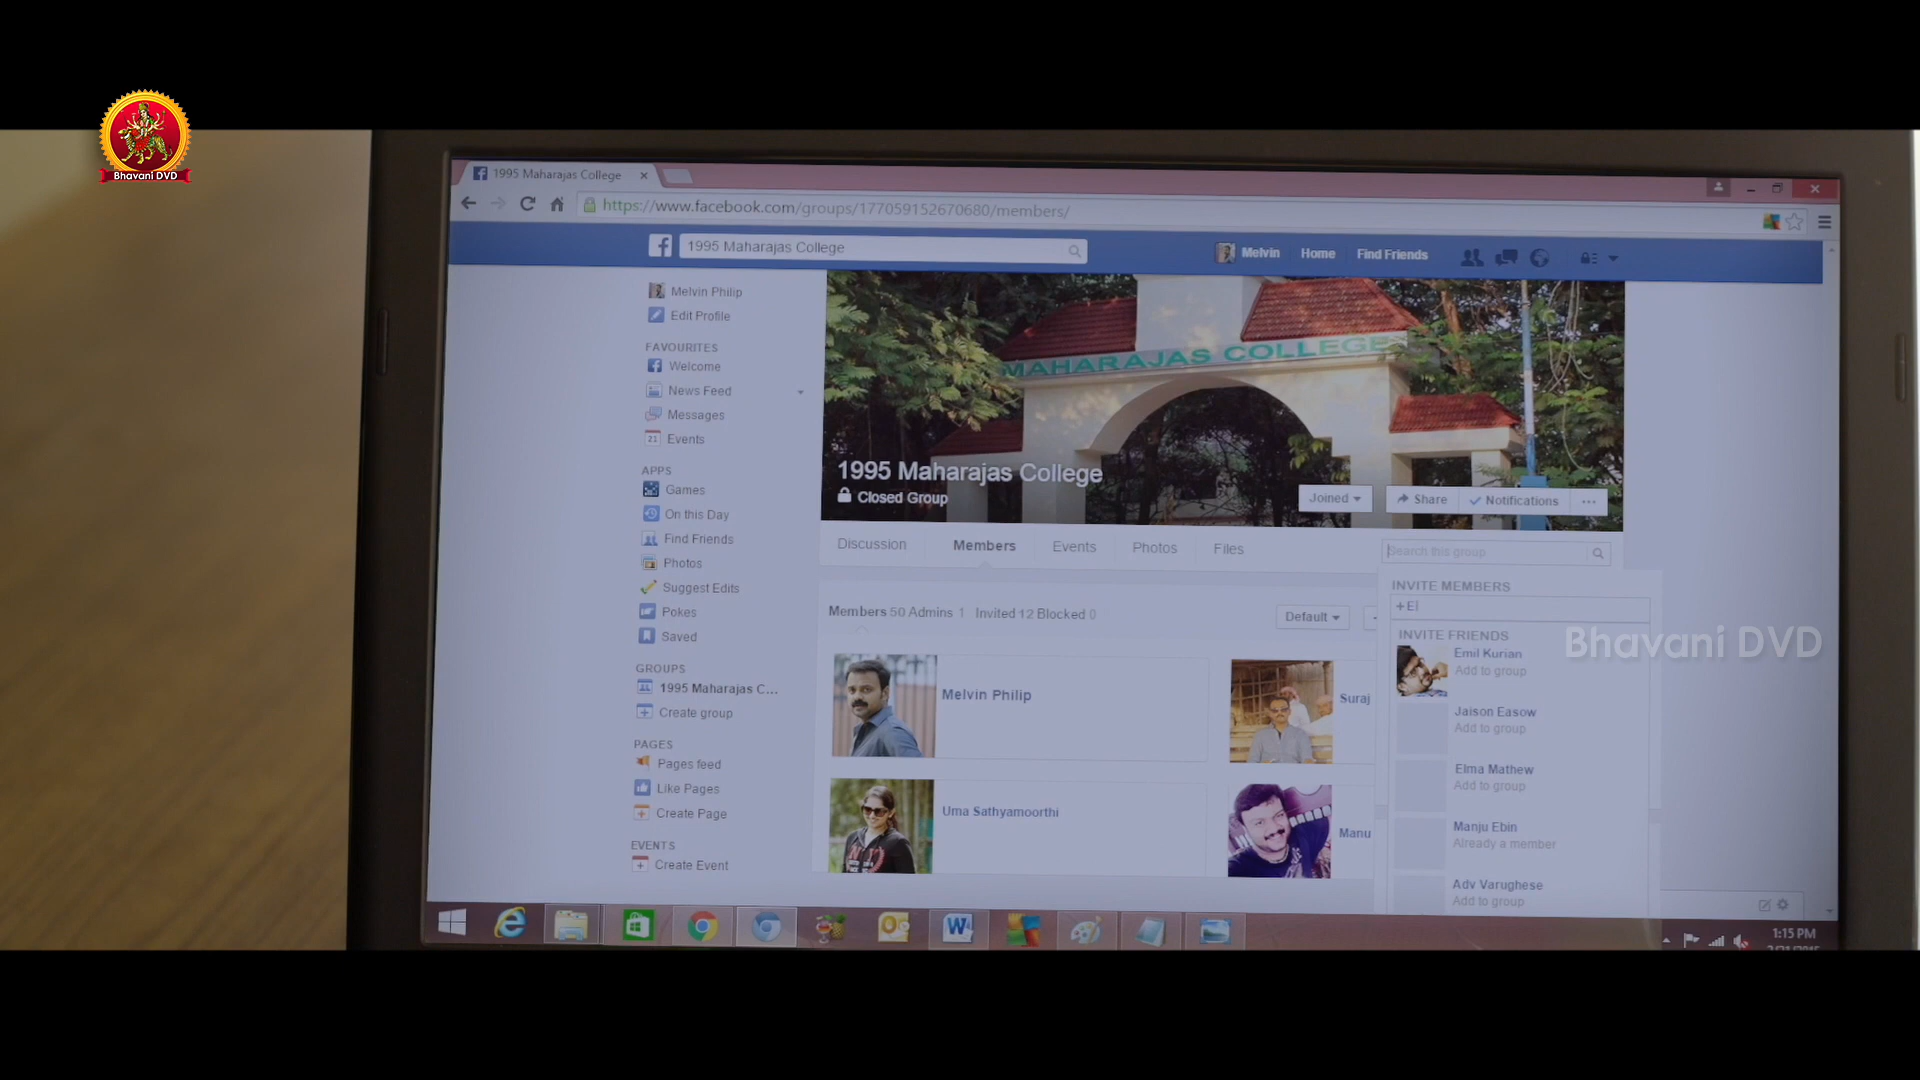 Bhavani DVD
1995 Maharajas College
https://www.facebook.com/groups/177059152670680/members/
1995 Maharajas College
Melvin
Home
Find Friends
Melvin Philip
Edit Profile
FAVOURITES
Welcome
News Feed
Messages
21 Events
APPS
Games
On this Day
Find Friends
Photos
Suggest Edits
Pokes
Saved
GROUPS
1995 Maharajas C...
Create group
PAGES
Pages feed
Like Pages
Create Page
EVENTS
Create Event
MAHARAJAS COLLEGE
1995 Maharajas College
Closed Group
Joined
Share
Notifications
...
Discussion
Members
Events
Photos
Files
Search this group
Members 50 Admins 1 Invited 12 Blocked 0
Default
Melvin Philip
Suraj
Uma Sathyamoorthi
Manu
INVITE MEMBERS
+El
INVITE FRIENDS
Emil Kurian
Add to group
Jaison Easow
Add to group
Elma Mathew
Add to group
Manju Ebin
Already a member
Adv Varughese
Add to group
Bhavani DVD
1:15 PM